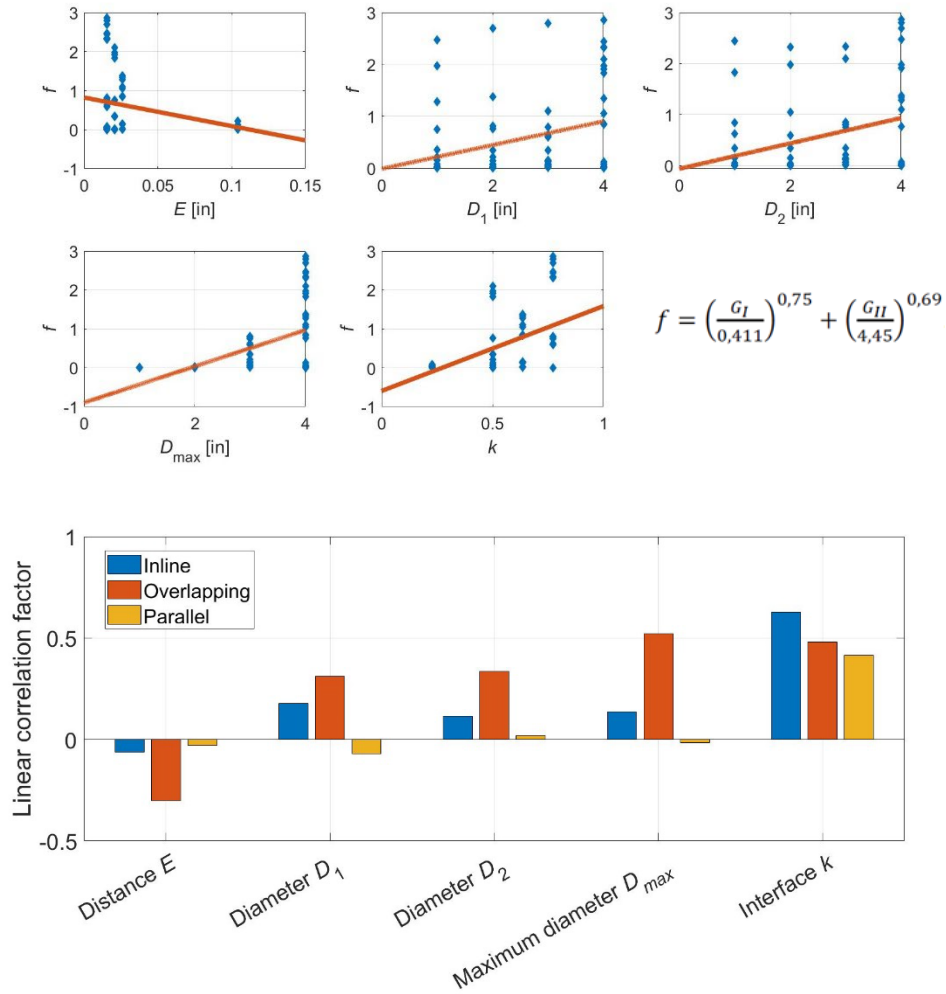 3
2
1
0
-1
f
0
0.05
0.1
0.15
E [in]
3
2
1
0
f
0
1
2
3
4
D1 [in]
3
2
1
0
f
0
1
2
3
4
D2 [in]
3
2
1
0
-1
f
0
2
4
Dmax [in]
3
2
1
0
-1
f
0
0.5
1
k
f = (G_I/0,411)^0,75 + (G_II/4,45)^0,69
1
0.5
0
-0.5
Linear correlation factor
Inline
Overlapping
Parallel
Distance E
Diameter D1
Diameter D2
Maximum diameter Dmax
Interface k